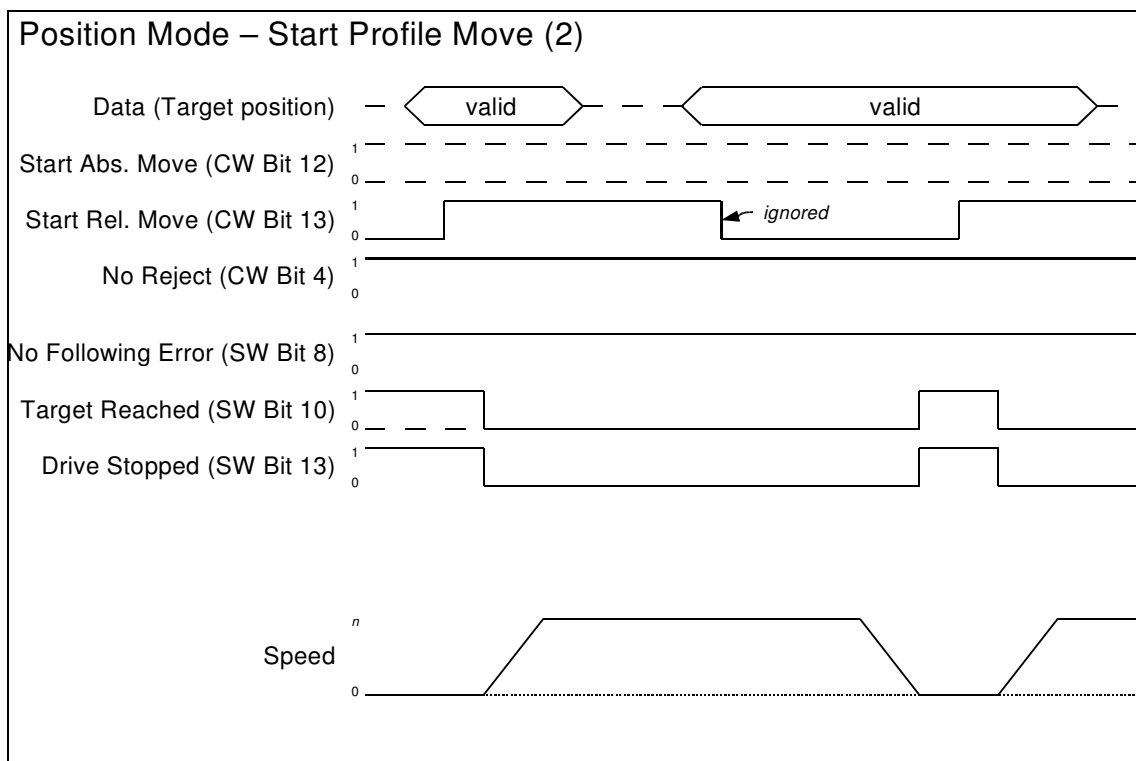 Position Mode – Start Profile Move (2)
Data (Target position) valid valid
Start Abs. Move (CW Bit 12) 1 0
Start Rel. Move (CW Bit 13) 1 0 ignored
No Reject (CW Bit 4) 1 0
No Following Error (SW Bit 8) 1 0
Target Reached (SW Bit 10) 1 0
Drive Stopped (SW Bit 13) 1 0
n
Speed
0